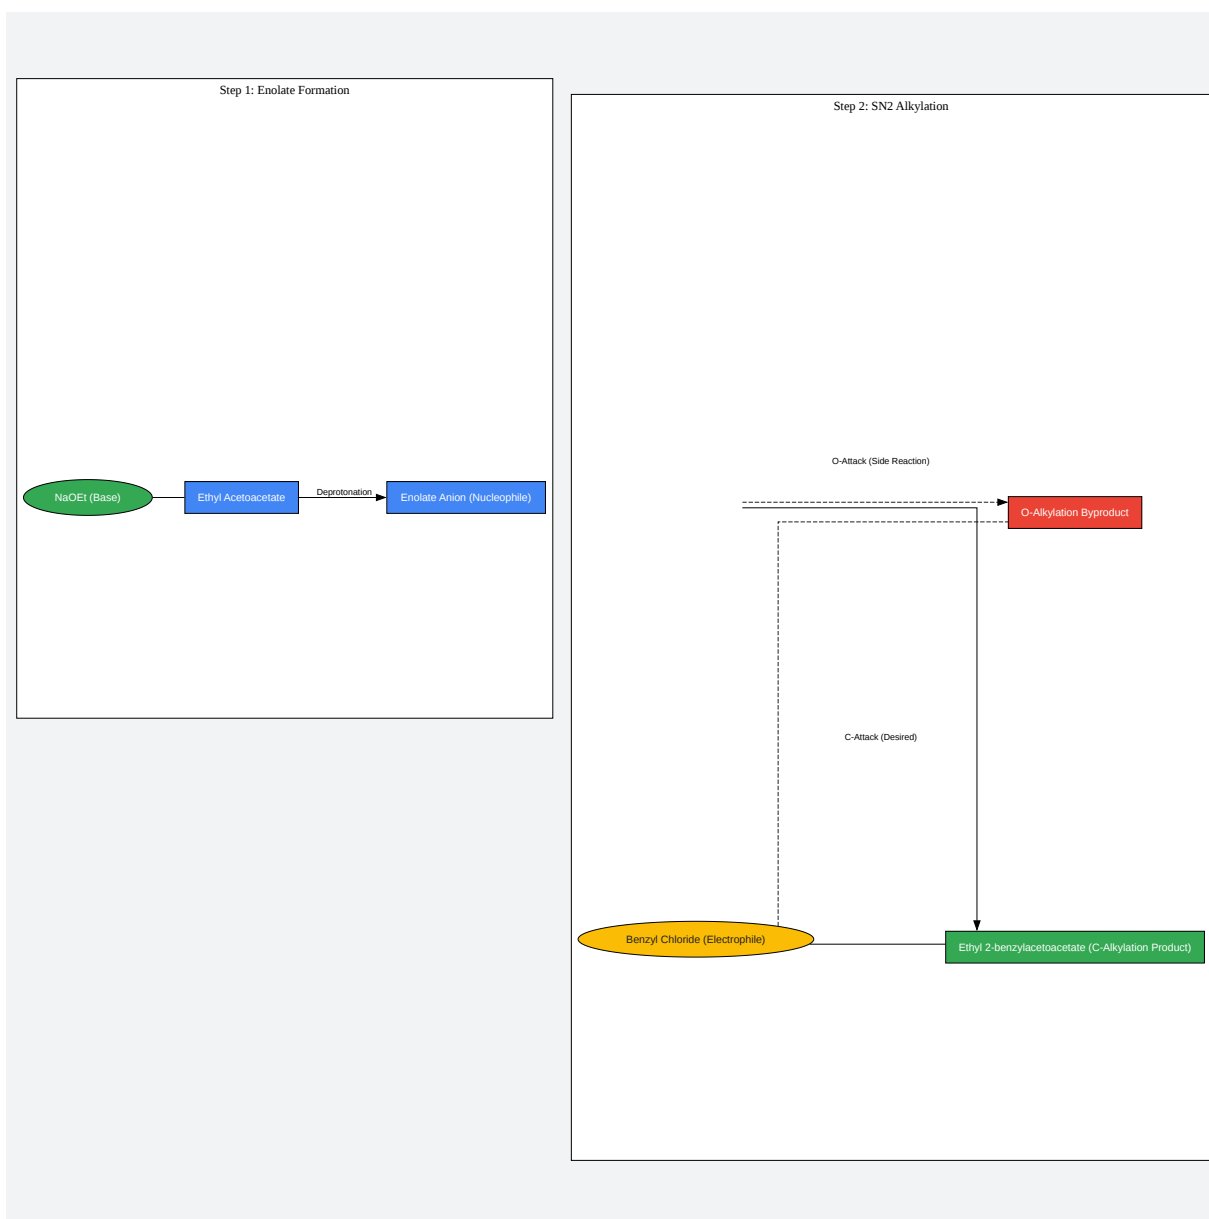 Step 1: Enolate Formation
NaOEt (Base)
Ethyl Acetoacetate
Deprotonation
Enolate Anion (Nucleophile)
Step 2: SN2 Alkylation
O-Attack (Side Reaction)
O-Alkylation Byproduct
C-Attack (Desired)
Benzyl Chloride (Electrophile)
Ethyl 2-benzylacetoacetate (C-Alkylation Product)